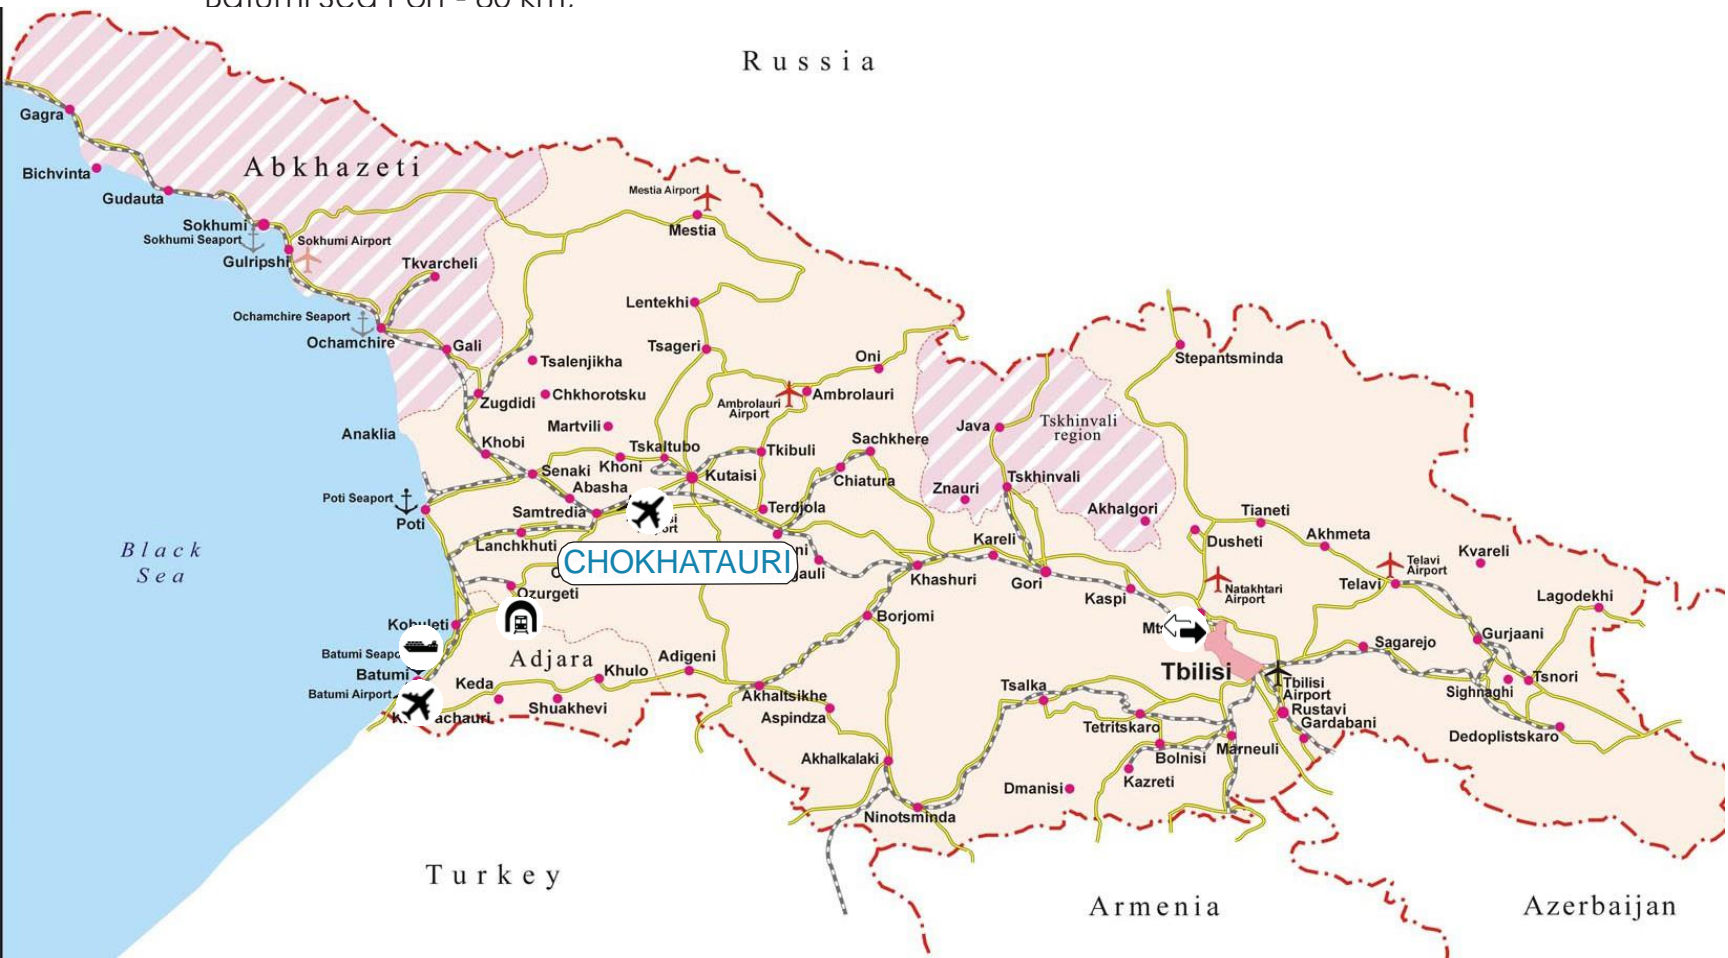 Batumi Sea Port - 80 km;
Russia
Gagra
Abkhazeti
Bichvinta
Gudauta
Mestia Airport
Mestia
Sokhumi
Sokhumi Seaport
Sokhumi Airport
Gulripshi
Tkvarcheli
Lentekhi
Ochamchire Seaport
Ochamchire
Gali
Tsageri
Tsalenjikha
Oni
Stepantsminda
Zugdidi
Chkhorotsku
Ambrolauri
Airport
Ambrolauri
Anaklia
Martvili
Java
Tskhinvali
region
Khobi
Tskaltubo
Tkibuli
Sachkhere
Senaki
Khoni
Kutaisi
Chiatura
Tskhinvali
Abasha
Znauri
Poti Seaport
Poti
Samtredia
Terdjola
Akhalgori
Tianeti
Lanchkhuti
Kareli
Dusheti
Akhmeta
Kvareli
Black
Sea
CHOKHATAURI
Khashuri
Gori
Telavi
Airport
Telavi
Ozurgeti
Kaspi
Natakhtari
Airport
Lagodekhi
Kobuleti
Borjomi
Gurjaani
Sagarejo
Batumi
Adjara
Adigeni
Khulo
Tbilisi
Batumi Airport
Keda
Akhaltsikhe
Tsalka
Tbilisi
Airport
Sighnaghi
Tsnori
Shuakhevi
Aspindza
Rustavi
Tetritskaro
Gardabani
Dedoplistskaro
Akhalkalaki
Bolnisi
Marneuli
Dmanisi
Kazreti
Ninotsminda
Turkey
Armenia
Azerbaijan